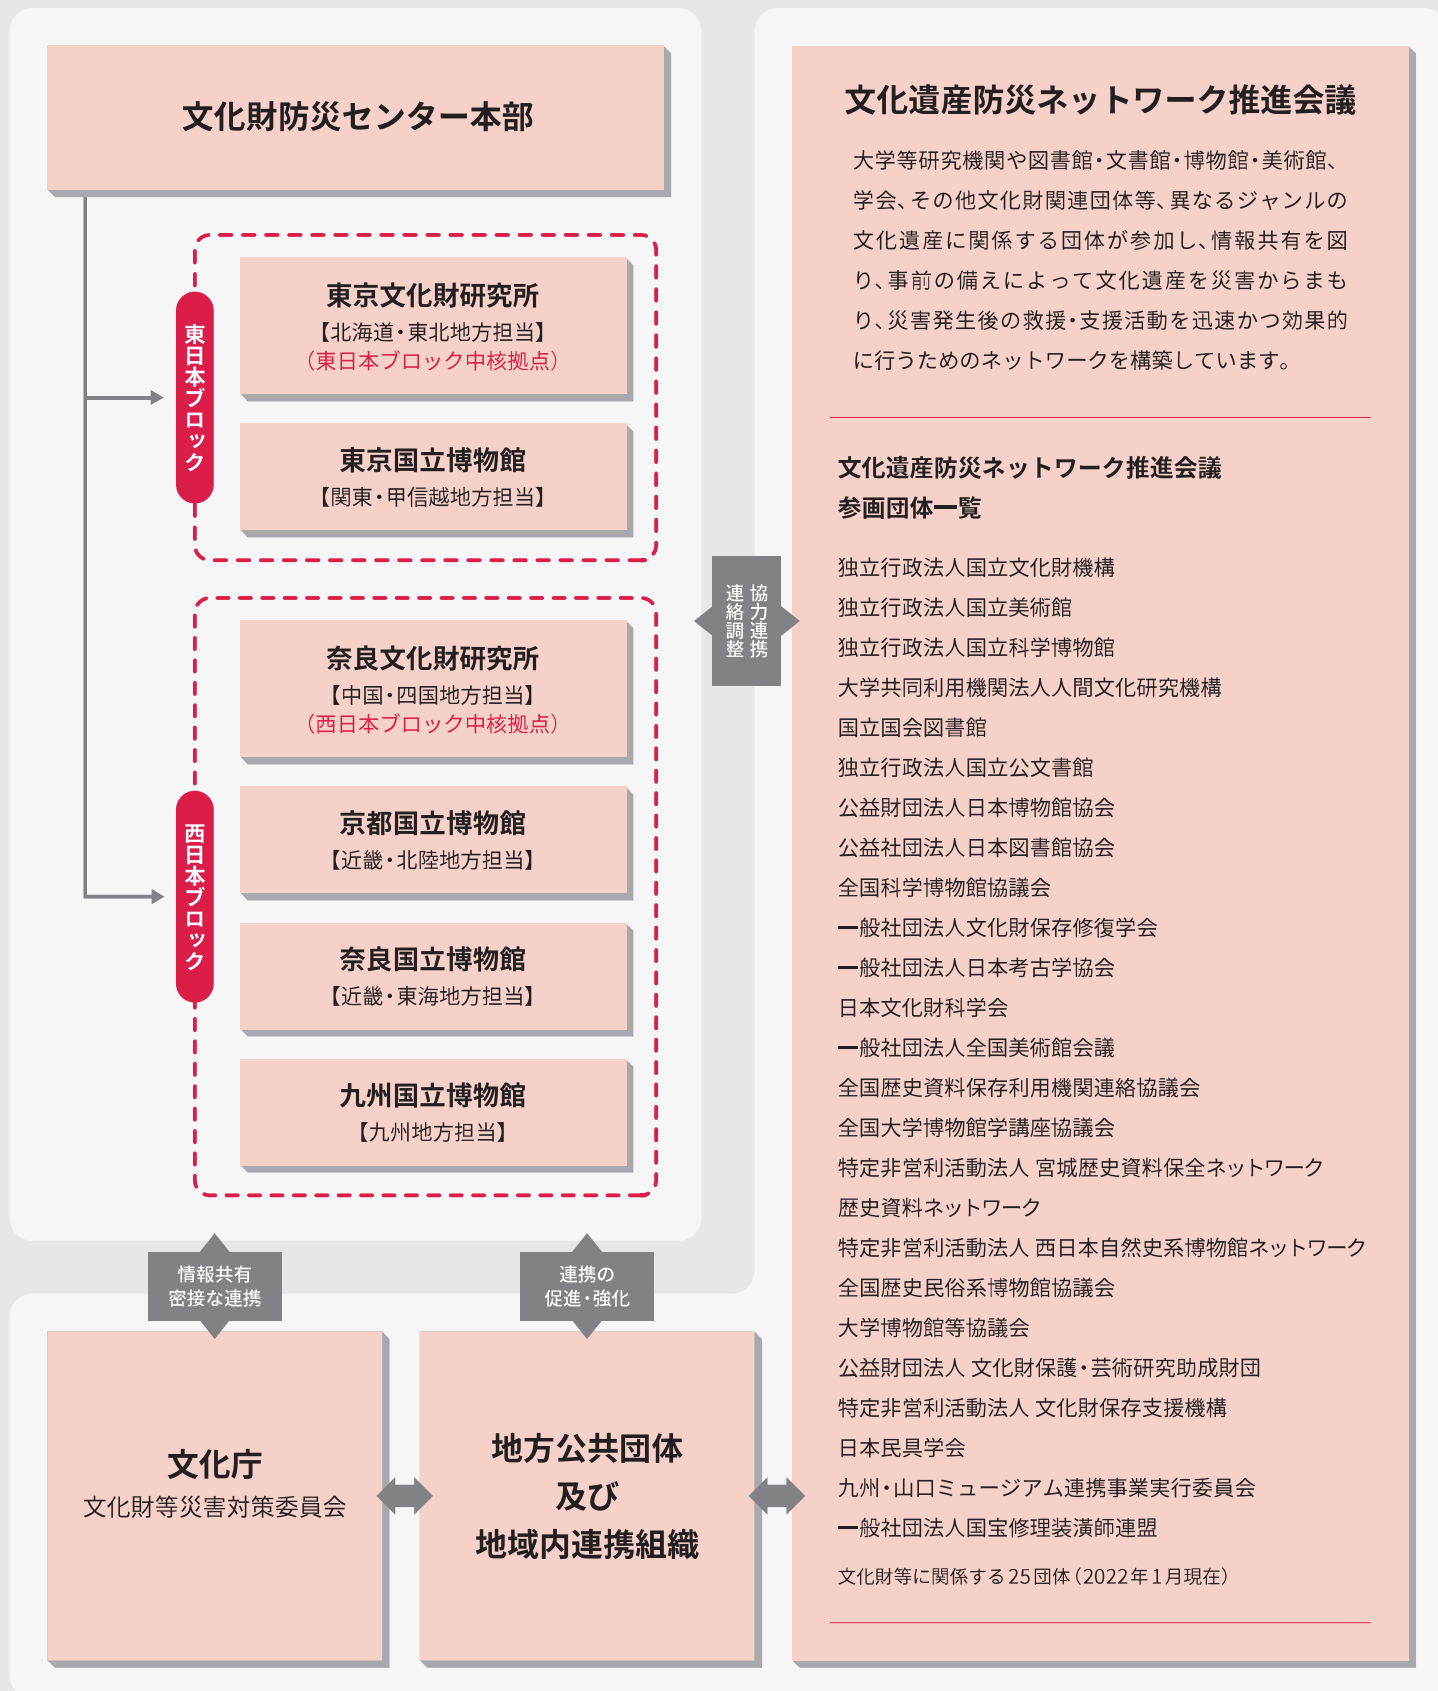 文化財防災センター本部
東日本ブロック
東京文化財研究所
【北海道・東北地方担当】
（東日本ブロック中核拠点）
東京国立博物館
【関東・甲信越地方担当】
西日本ブロック
奈良文化財研究所
【中国・四国地方担当】
（西日本ブロック中核拠点）
京都国立博物館
【近畿・北陸地方担当】
奈良国立博物館
【近畿・東海地方担当】
九州国立博物館
【九州地方担当】
協力連携
連絡調整
情報共有
密接な連携
連携の
促進・強化
文化庁
文化財等災害対策委員会
地方公共団体
及び
地域内連携組織
文化遺産防災ネットワーク推進会議
大学等研究機関や図書館・文書館・博物館・美術館、
学会、その他文化財関連団体等、異なるジャンルの
文化遺産に関係する団体が参加し、情報共有を図
り、事前の備えによって文化遺産を災害からまも
り、災害発生後の救援・支援活動を迅速かつ効果的
に行うためのネットワークを構築しています。
文化遺産防災ネットワーク推進会議
参画団体一覧
独立行政法人国立文化財機構
独立行政法人国立美術館
独立行政法人国立科学博物館
大学共同利用機関法人人間文化研究機構
国立国会図書館
独立行政法人国立公文書館
公益財団法人日本博物館協会
公益社団法人日本図書館協会
全国科学博物館協議会
一般社団法人文化財保存修復学会
一般社団法人日本考古学協会
日本文化財科学会
一般社団法人全国美術館会議
全国歴史資料保存利用機関連絡協議会
全国大学博物館学講座協議会
特定非営利活動法人 宮城歴史資料保全ネットワーク
歴史資料ネットワーク
特定非営利活動法人 西日本自然史系博物館ネットワーク
全国歴史民俗系博物館協議会
大学博物館等協議会
公益財団法人 文化財保護・芸術研究助成財団
特定非営利活動法人 文化財保存支援機構
日本民具学会
九州・山口ミュージアム連携事業実行委員会
一般社団法人国宝修理装潢師連盟
文化財等に関係する25団体（2022年1月現在）